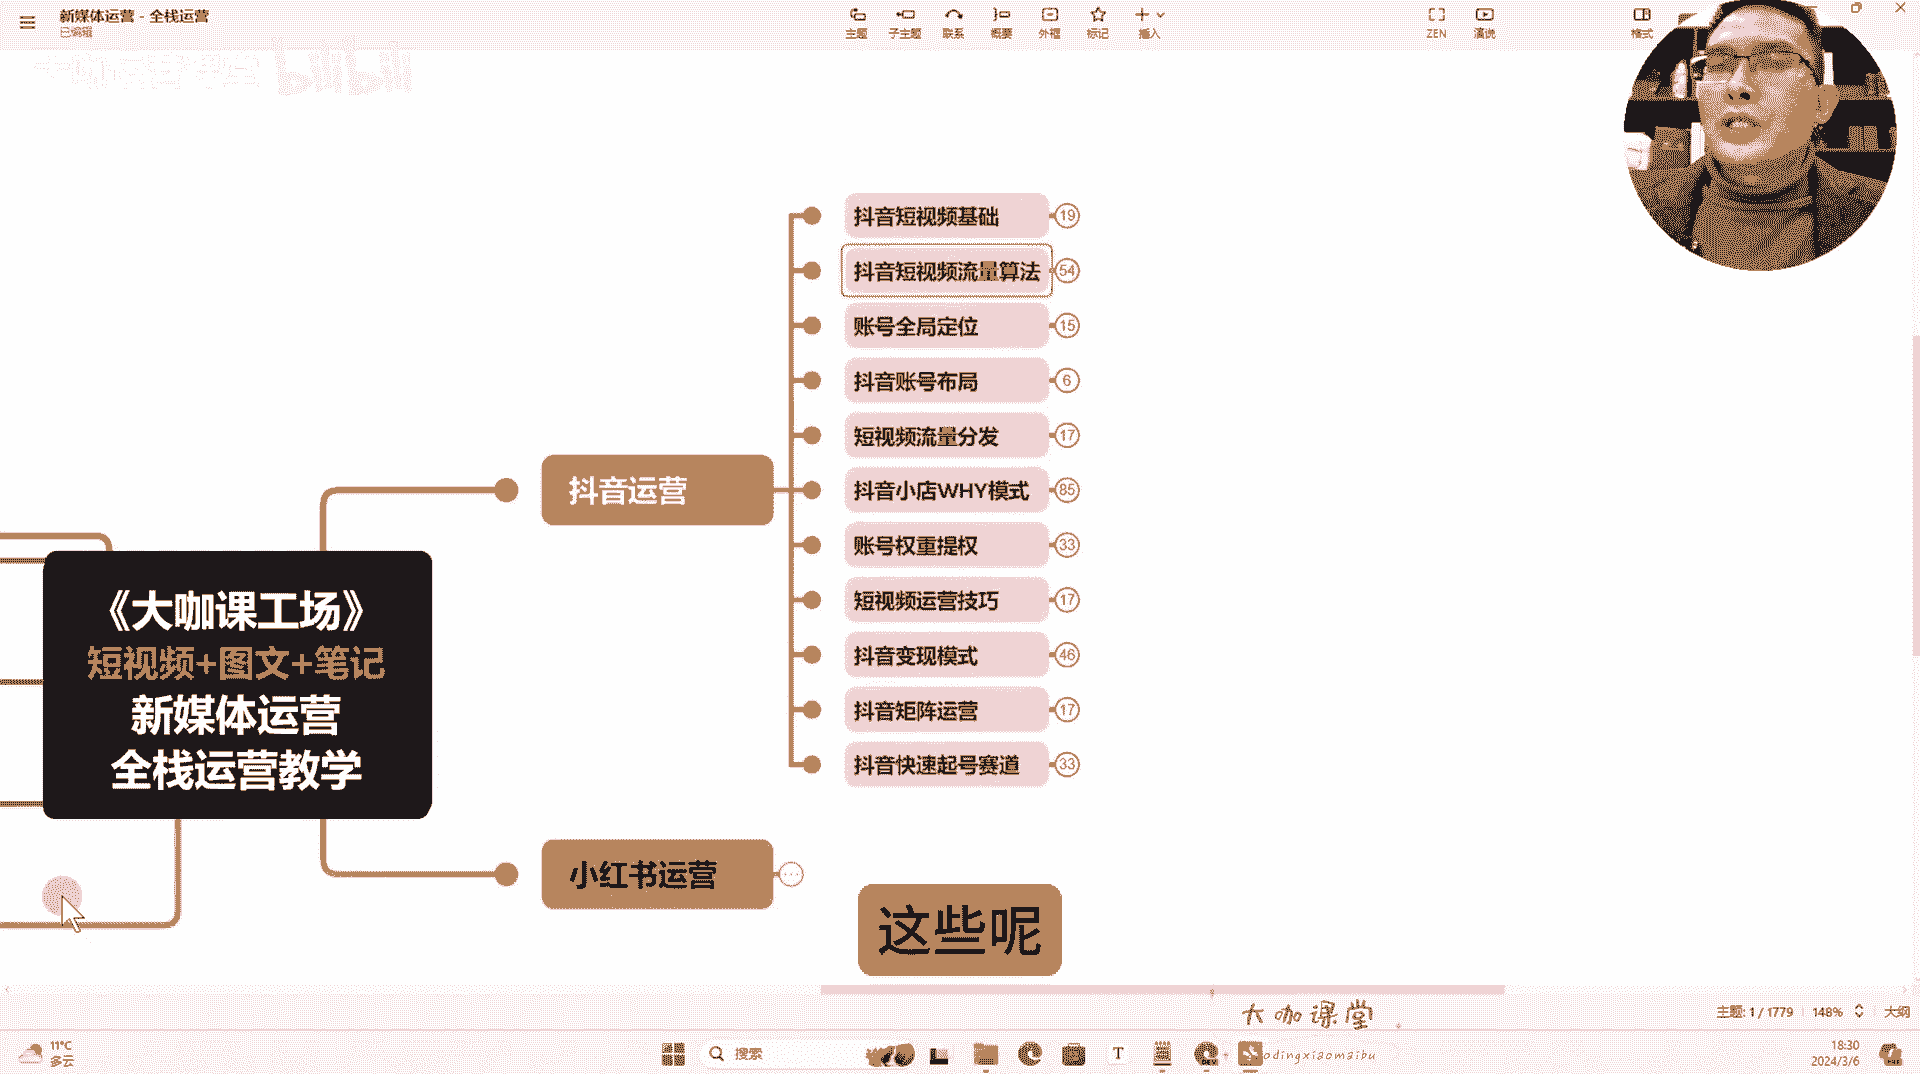 新媒体运营 - 全栈运营
已编辑
主题
子主题
联系
概要
外框
标记
插入
ZEN
演说
格式
大咖运营课堂 bilibili
抖音短视频基础 19
抖音短视频流量算法 54
账号全局定位 15
抖音账号布局 6
短视频流量分发 17
抖音运营
抖音小店WHY模式 85
账号权重提权 33
短视频运营技巧 17
抖音变现模式 46
抖音矩阵运营 17
抖音快速起号赛道 33
《大咖课工场》
短视频+图文+笔记
新媒体运营
全栈运营教学
小红书运营
这些呢
大咖课堂
主题: 1 / 1779
148%
大纲
11°C
多云
搜索
odingxiaomaibu
18:30
2024/3/6